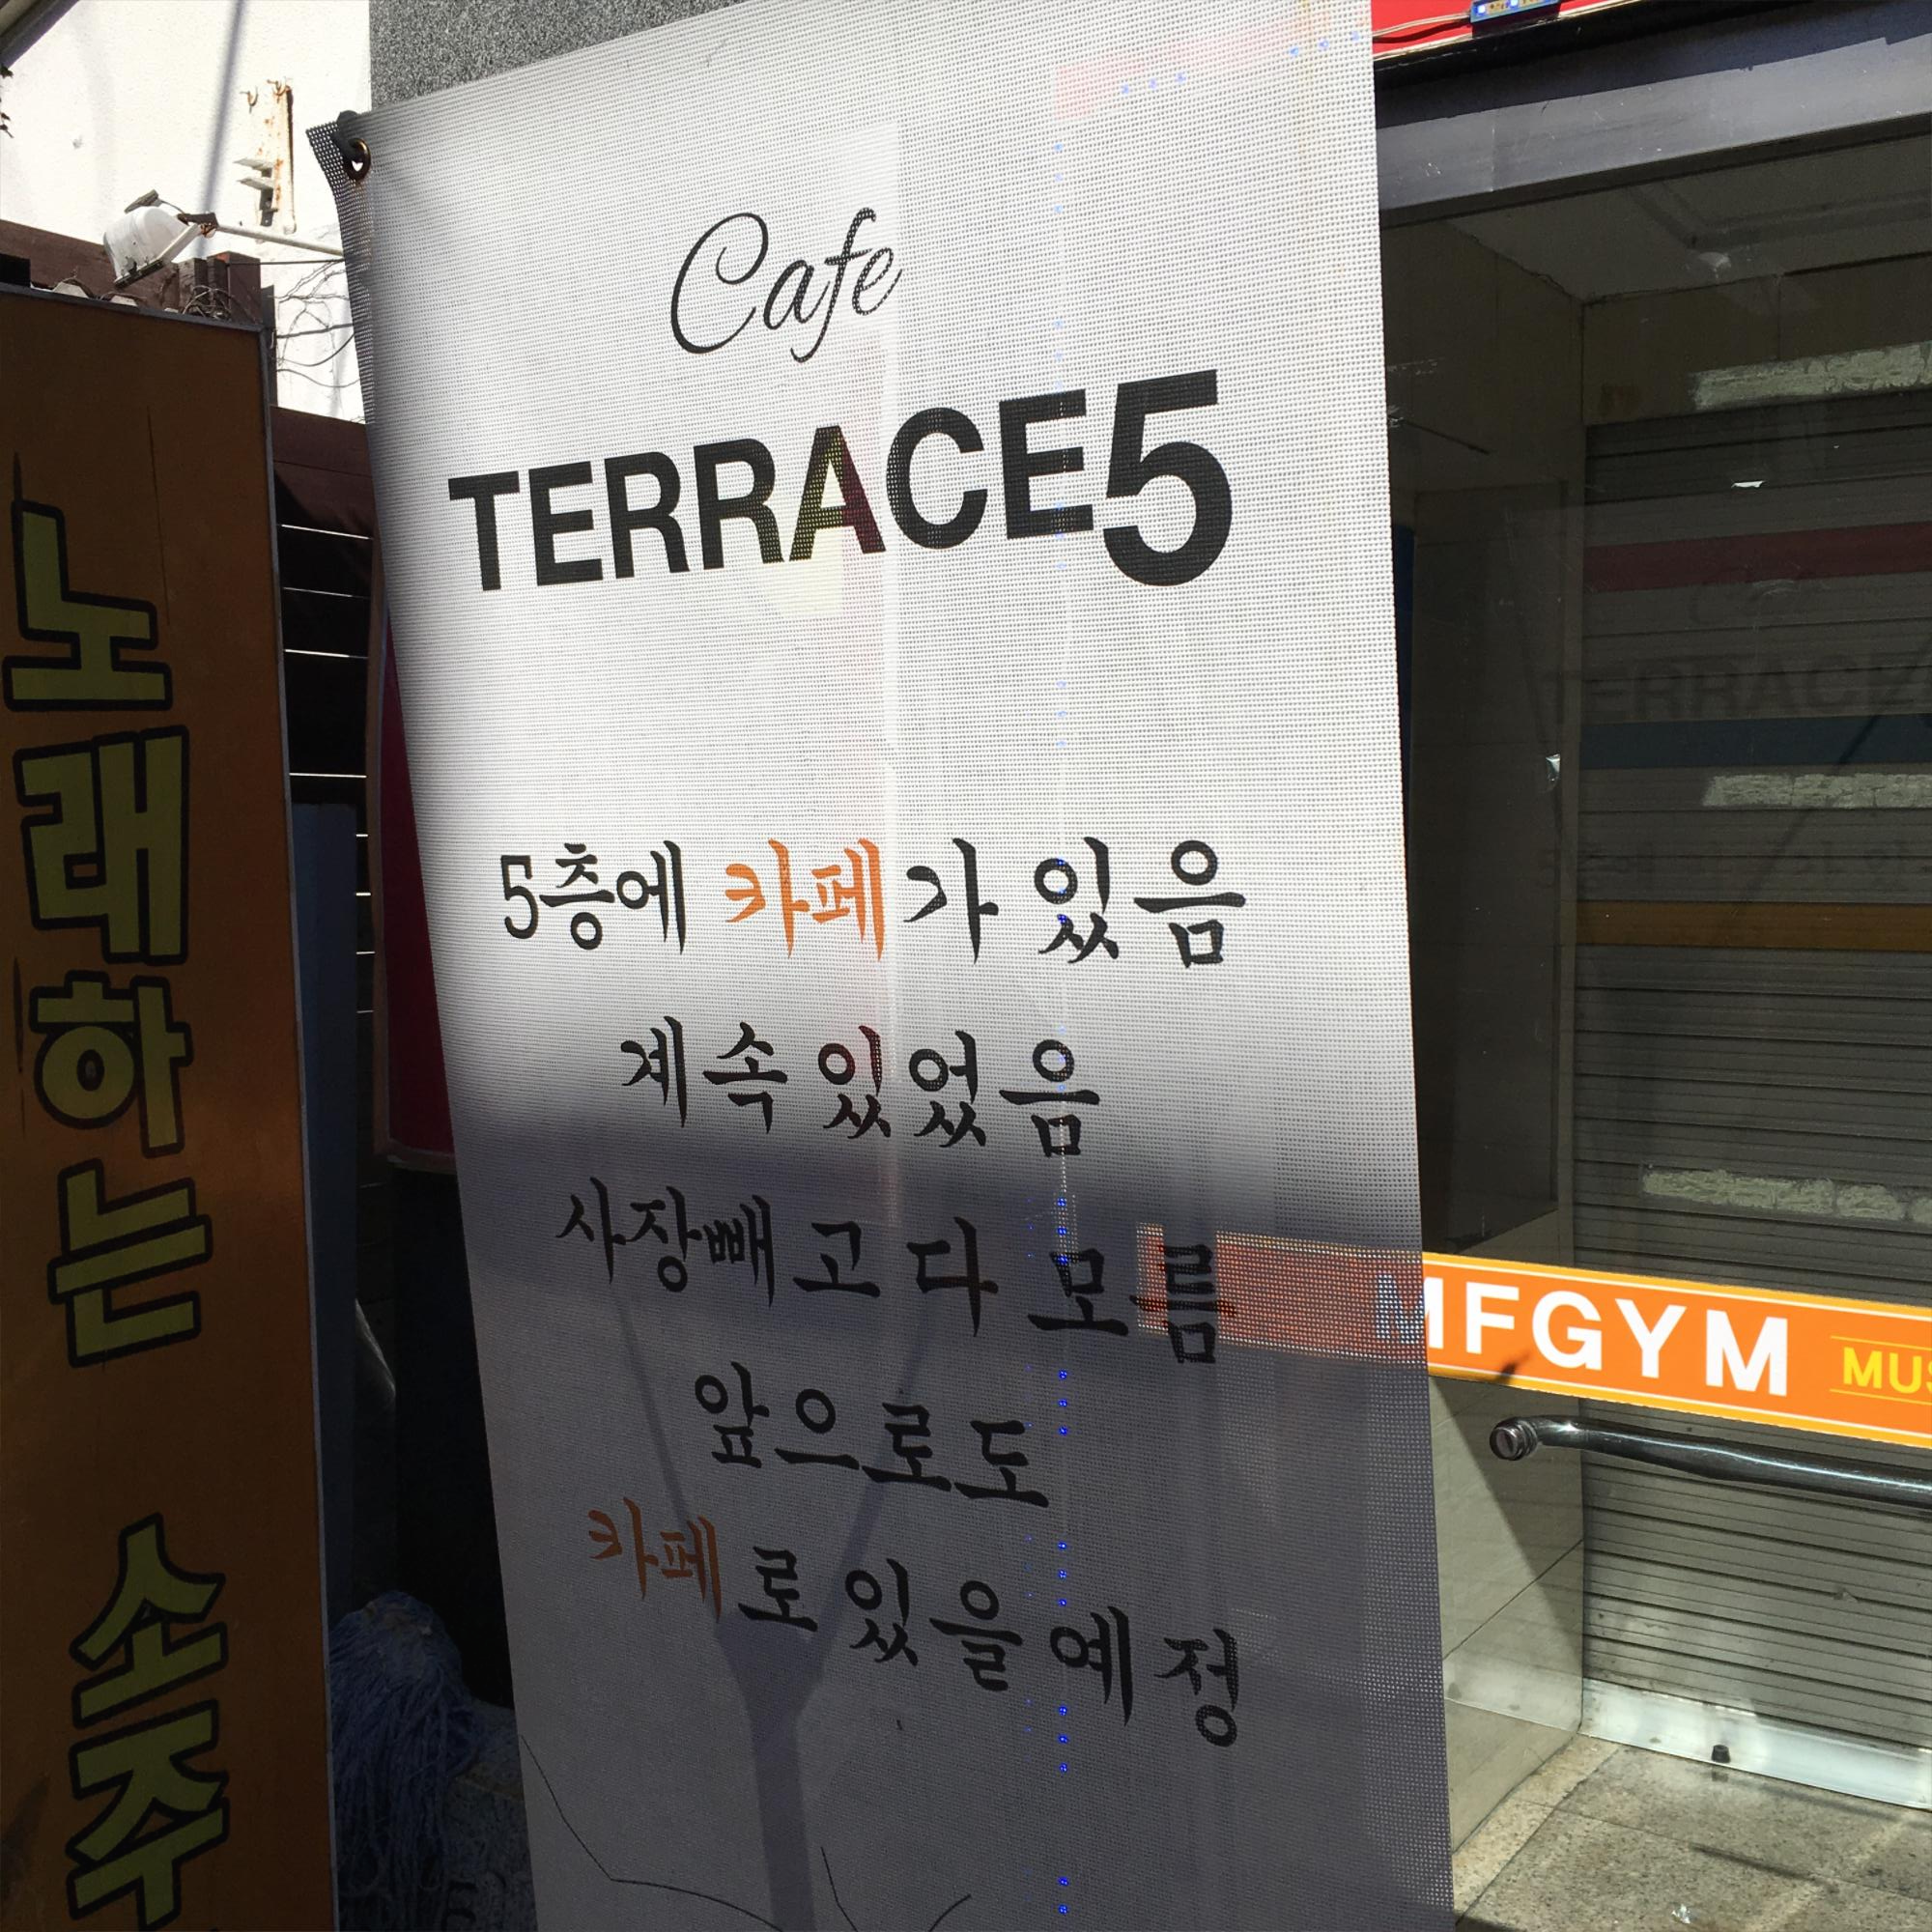 Cafe
TERRACE5
5층에 카페가 있음
계속 있었음
사장빼고 다 모름
앞으로도
카페로 있을 예정
노래하는 소주
MFGYM